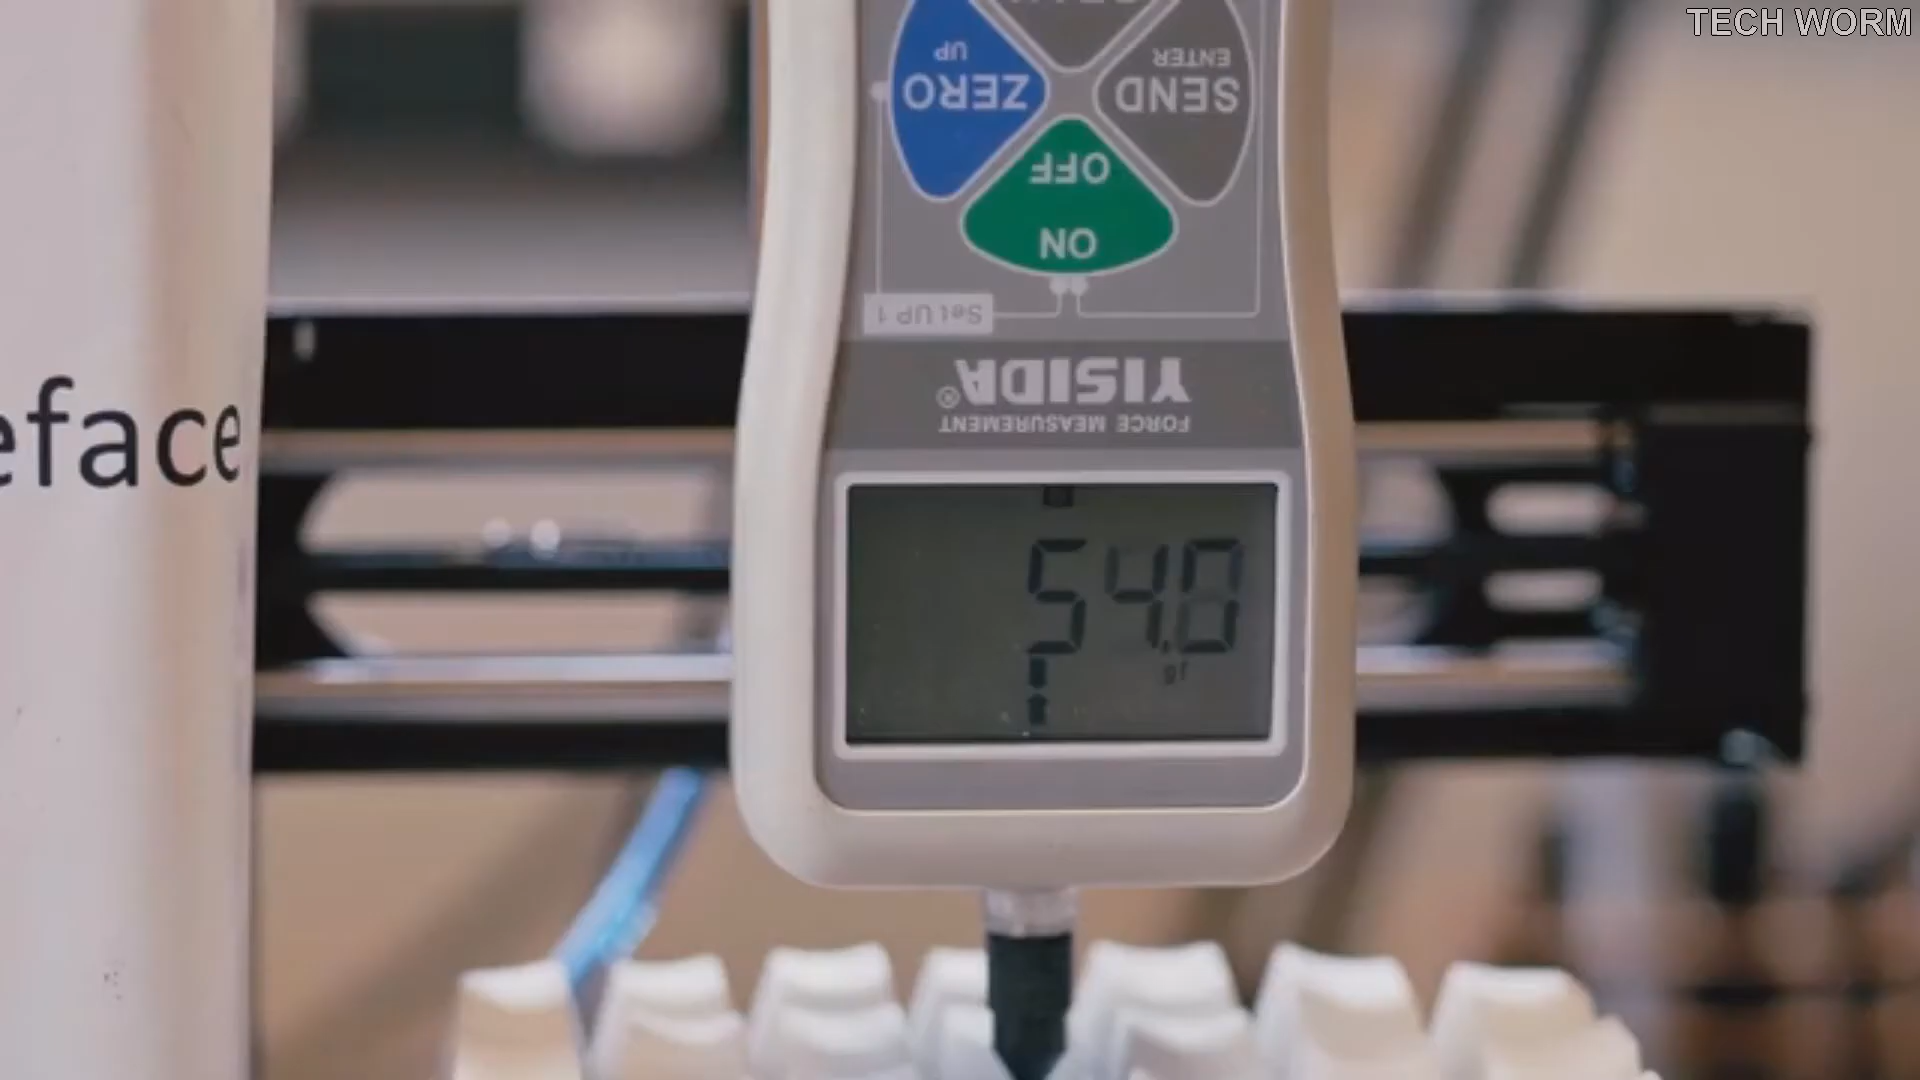 TECH WORM
ZERO
UP
SEND
ENTER
OFF
ON
Set UP 1
YISIDA®
FORCE MEASUREMENT
eface
54.0
gf